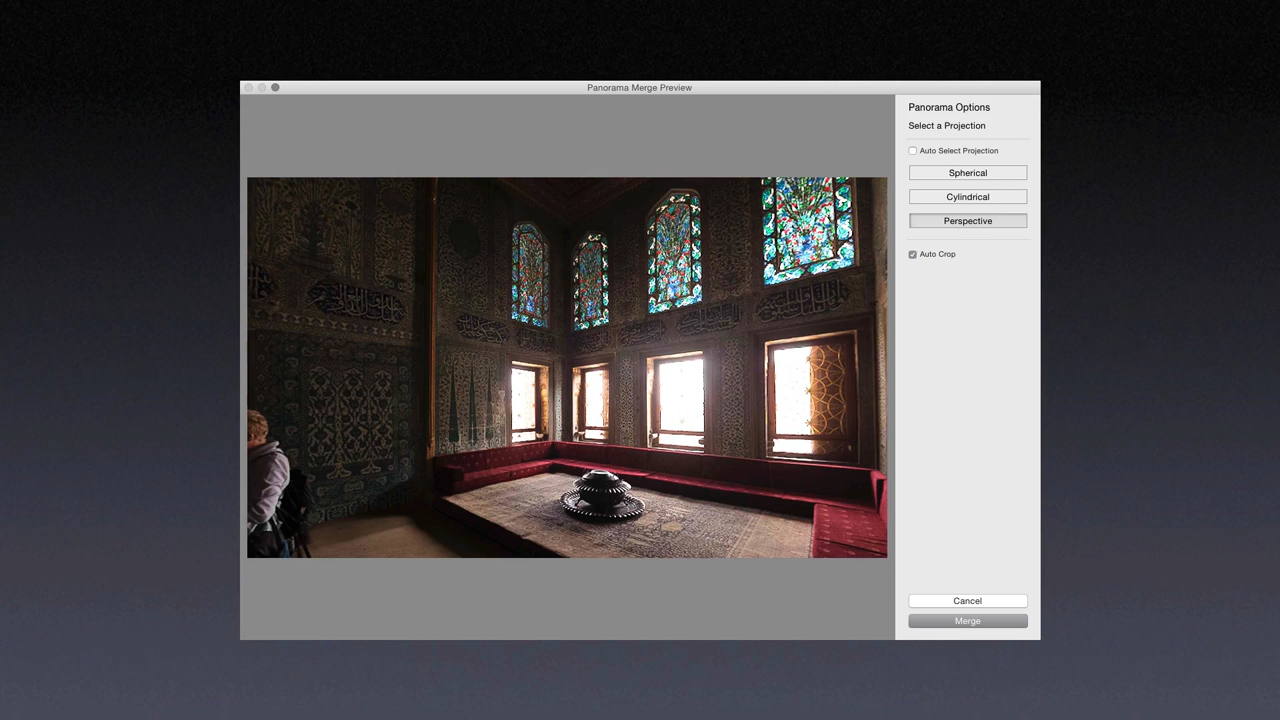 Panorama Merge Preview
Panorama Options
Select a Projection
Auto Select Projection
Spherical
Cylindrical
Perspective
Auto Crop
Cancel
Merge